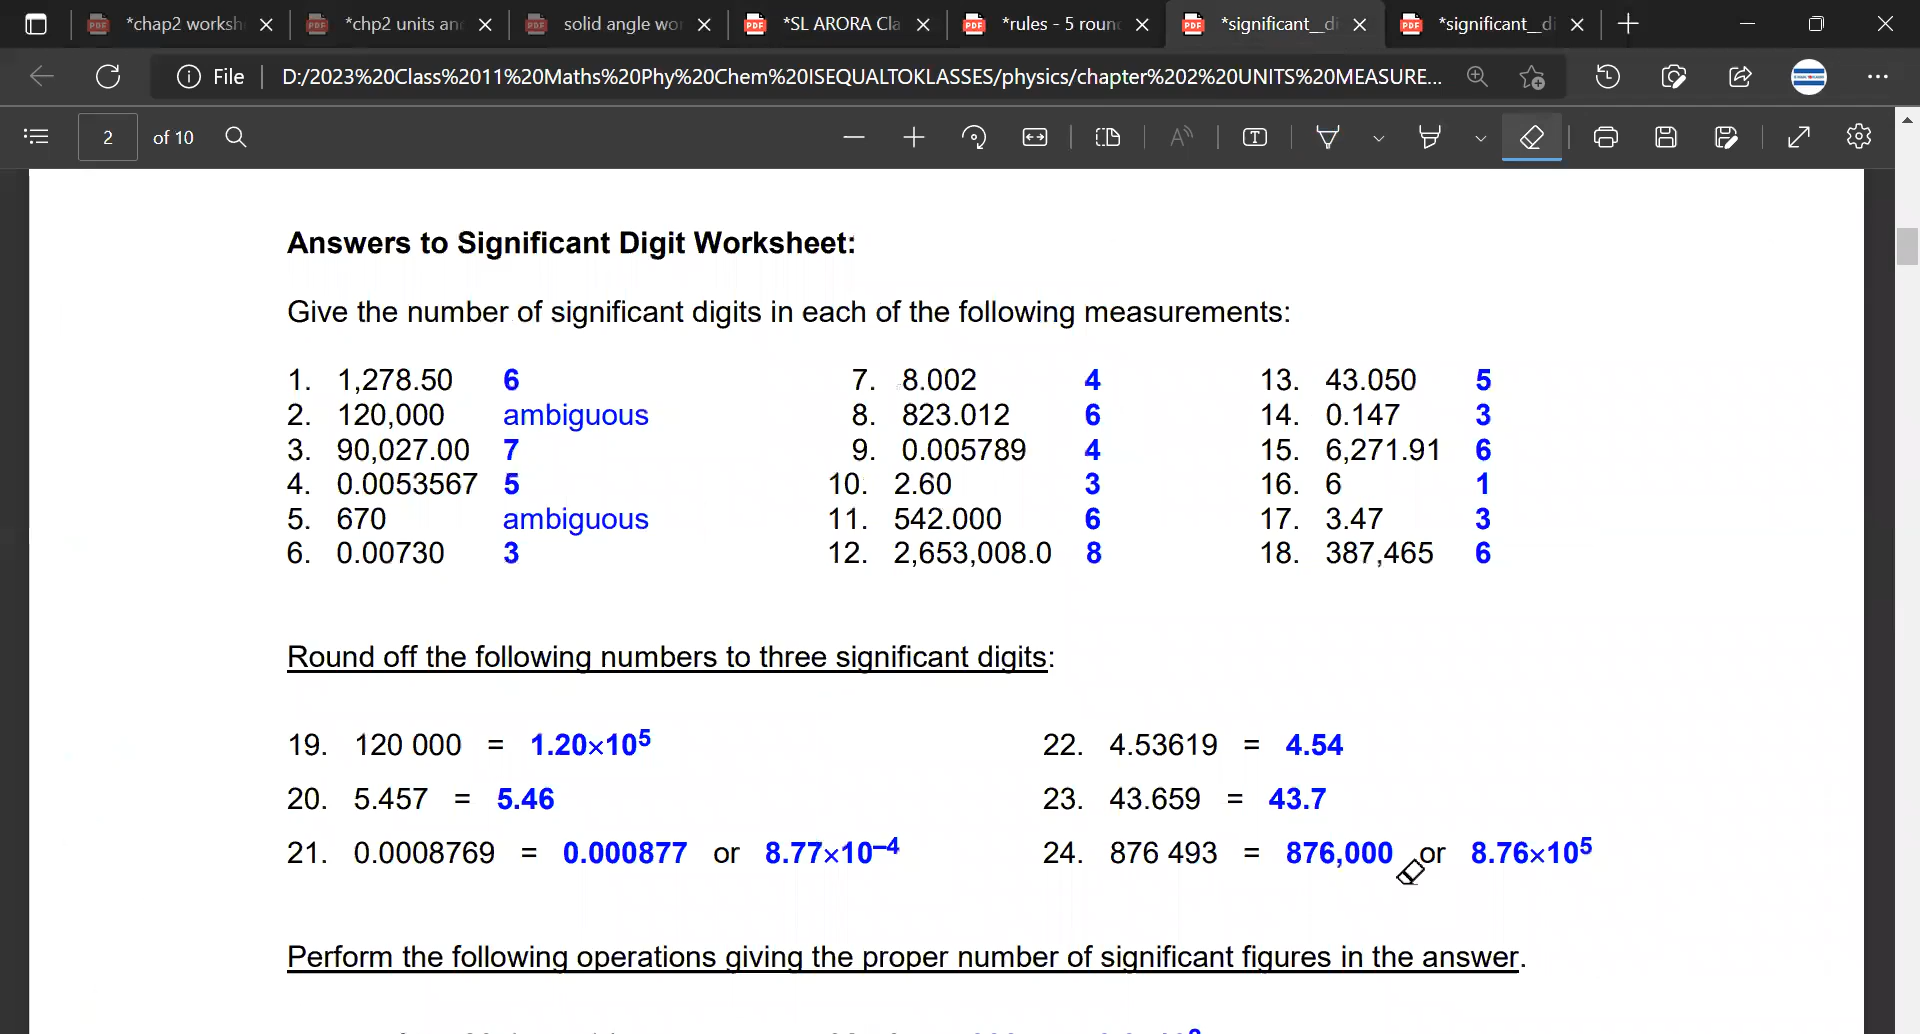 *chap2 worksh
*chp2 units an
solid angle wo
*SL ARORA Cla
*rules - 5 roun
*significant__di
*significant__di
File
D:/2023%20Class%2011%20Maths%20Phy%20Chem%20ISEQUALTOKLASSES/physics/chapter%202%20UNITS%20MEASURE...
2 of 10
Answers to Significant Digit Worksheet:
Give the number of significant digits in each of the following measurements:
1. 1,278.50 6
2. 120,000 ambiguous
3. 90,027.00 7
4. 0.0053567 5
5. 670 ambiguous
6. 0.00730 3
7. 8.002 4
8. 823.012 6
9. 0.005789 4
10. 2.60 3
11. 542.000 6
12. 2,653,008.0 8
13. 43.050 5
14. 0.147 3
15. 6,271.91 6
16. 6 1
17. 3.47 3
18. 387,465 6
Round off the following numbers to three significant digits:
19. 120 000 = 1.20×10⁵
20. 5.457 = 5.46
21. 0.0008769 = 0.000877 or 8.77×10⁻⁴
22. 4.53619 = 4.54
23. 43.659 = 43.7
24. 876 493 = 876,000 or 8.76×10⁵
Perform the following operations giving the proper number of significant figures in the answer.